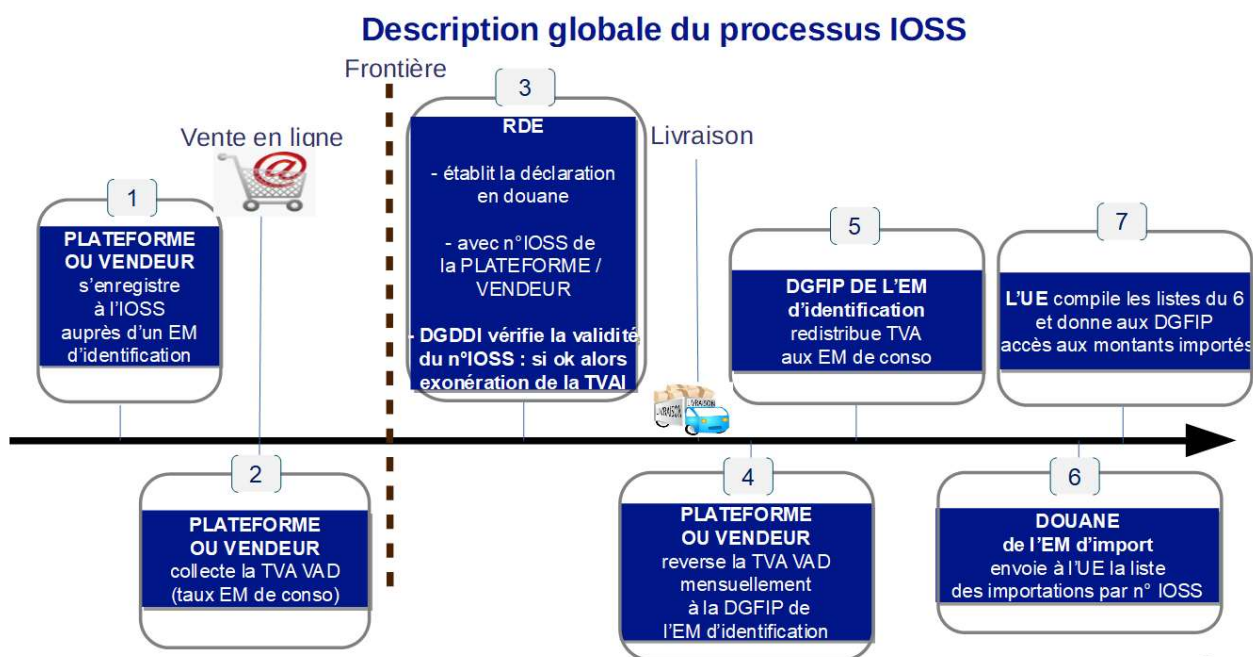 Description globale du processus IOSS
Frontière
Vente en ligne
Livraison
1
PLATEFORME
OU VENDEUR
s'enregistre
à l'IOSS
auprès d'un EM
d'identification
2
PLATEFORME
OU VENDEUR
collecte la TVA VAD
(taux EM de conso)
3
RDE
- établit la déclaration
en douane
- avec n°IOSS de
la PLATEFORME /
VENDEUR
- DGDDI vérifie la validité
du n°IOSS : si ok alors
exonération de la TVAI
LIVRAISON
LIVRAISON
4
PLATEFORME
OU VENDEUR
reverse la TVA VAD
mensuellement
à la DGFIP de
l'EM d'identification
5
DGFIP DE L'EM
d'identification
redistribue TVA
aux EM de conso
6
DOUANE
de l'EM d'import
envoie à l'UE la liste
des importations par n° IOSS
7
L'UE compile les listes du 6
et donne aux DGFIP
accès aux montants importés